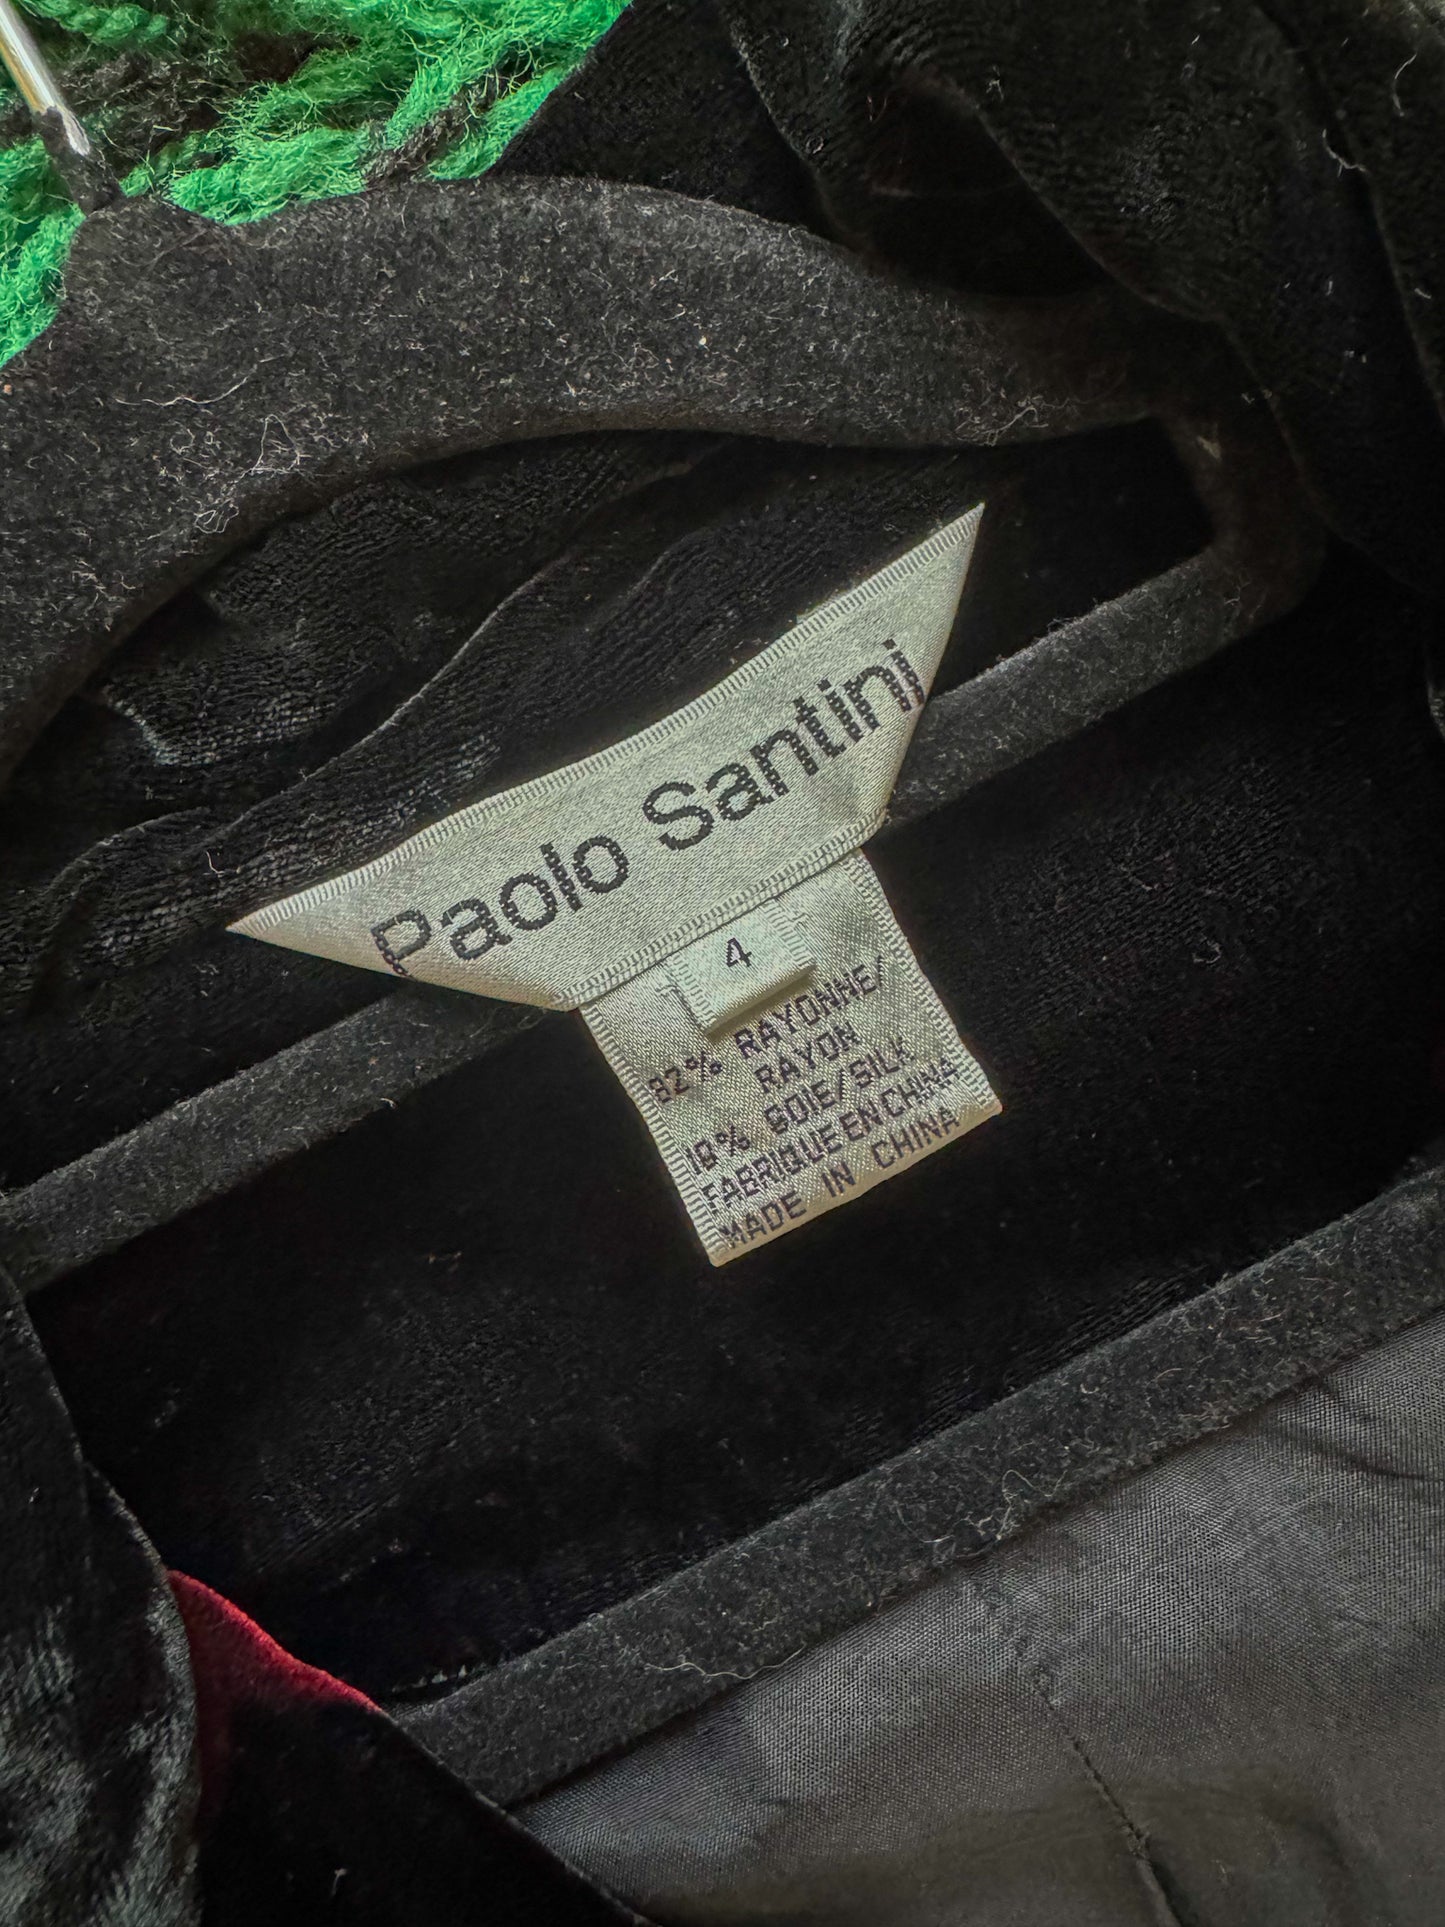 Paolo Santini
4
82% RAYONNE/
RAYON
18% SOIE/SILK
FABRIQUE EN CHINA
MADE IN CHINA